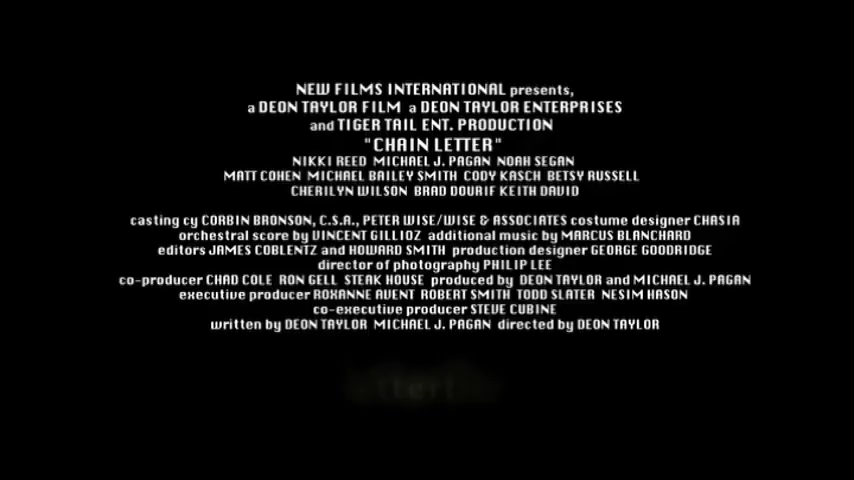 NEW FILMS INTERNATIONAL presents,
a DEON TAYLOR FILM a DEON TAYLOR ENTERPRISES
and TIGER TAIL ENT. PRODUCTION
"CHAIN LETTER"
NIKKI REED MICHAEL J. PAGAN NOAH SEGAN
MATT COHEN MICHAEL BAILEY SMITH CODY KASCH BETSY RUSSELL
CHERILYN WILSON BRAD DOURIF KEITH DAVID
casting cy CORBIN BRONSON, C.S.A., PETER WISE/WISE & ASSOCIATES costume designer CHASIA
orchestral score by VINCENT GILLIOZ additional music by MARCUS BLANCHARD
editors JAMES COBLENTZ and HOWARD SMITH production designer GEORGE GOODRIDGE
director of photography PHILIP LEE
co-producer CHAD COLE RON GELL STEAK HOUSE produced by DEON TAYLOR and MICHAEL J. PAGAN
executive producer ROXANNE AVENT ROBERT SMITH TODD SLATER NESIM HASON
co-executive producer STEVE CUBINE
written by DEON TAYLOR MICHAEL J. PAGAN directed by DEON TAYLOR